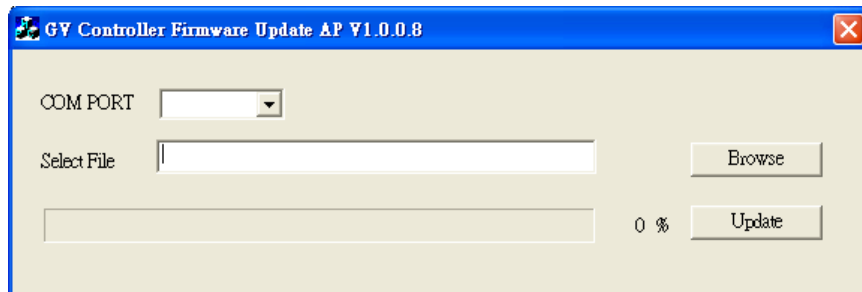 GV Controller Firmware Update AP V1.0.0.8
COM PORT
Select File
Browse
0 %
Update